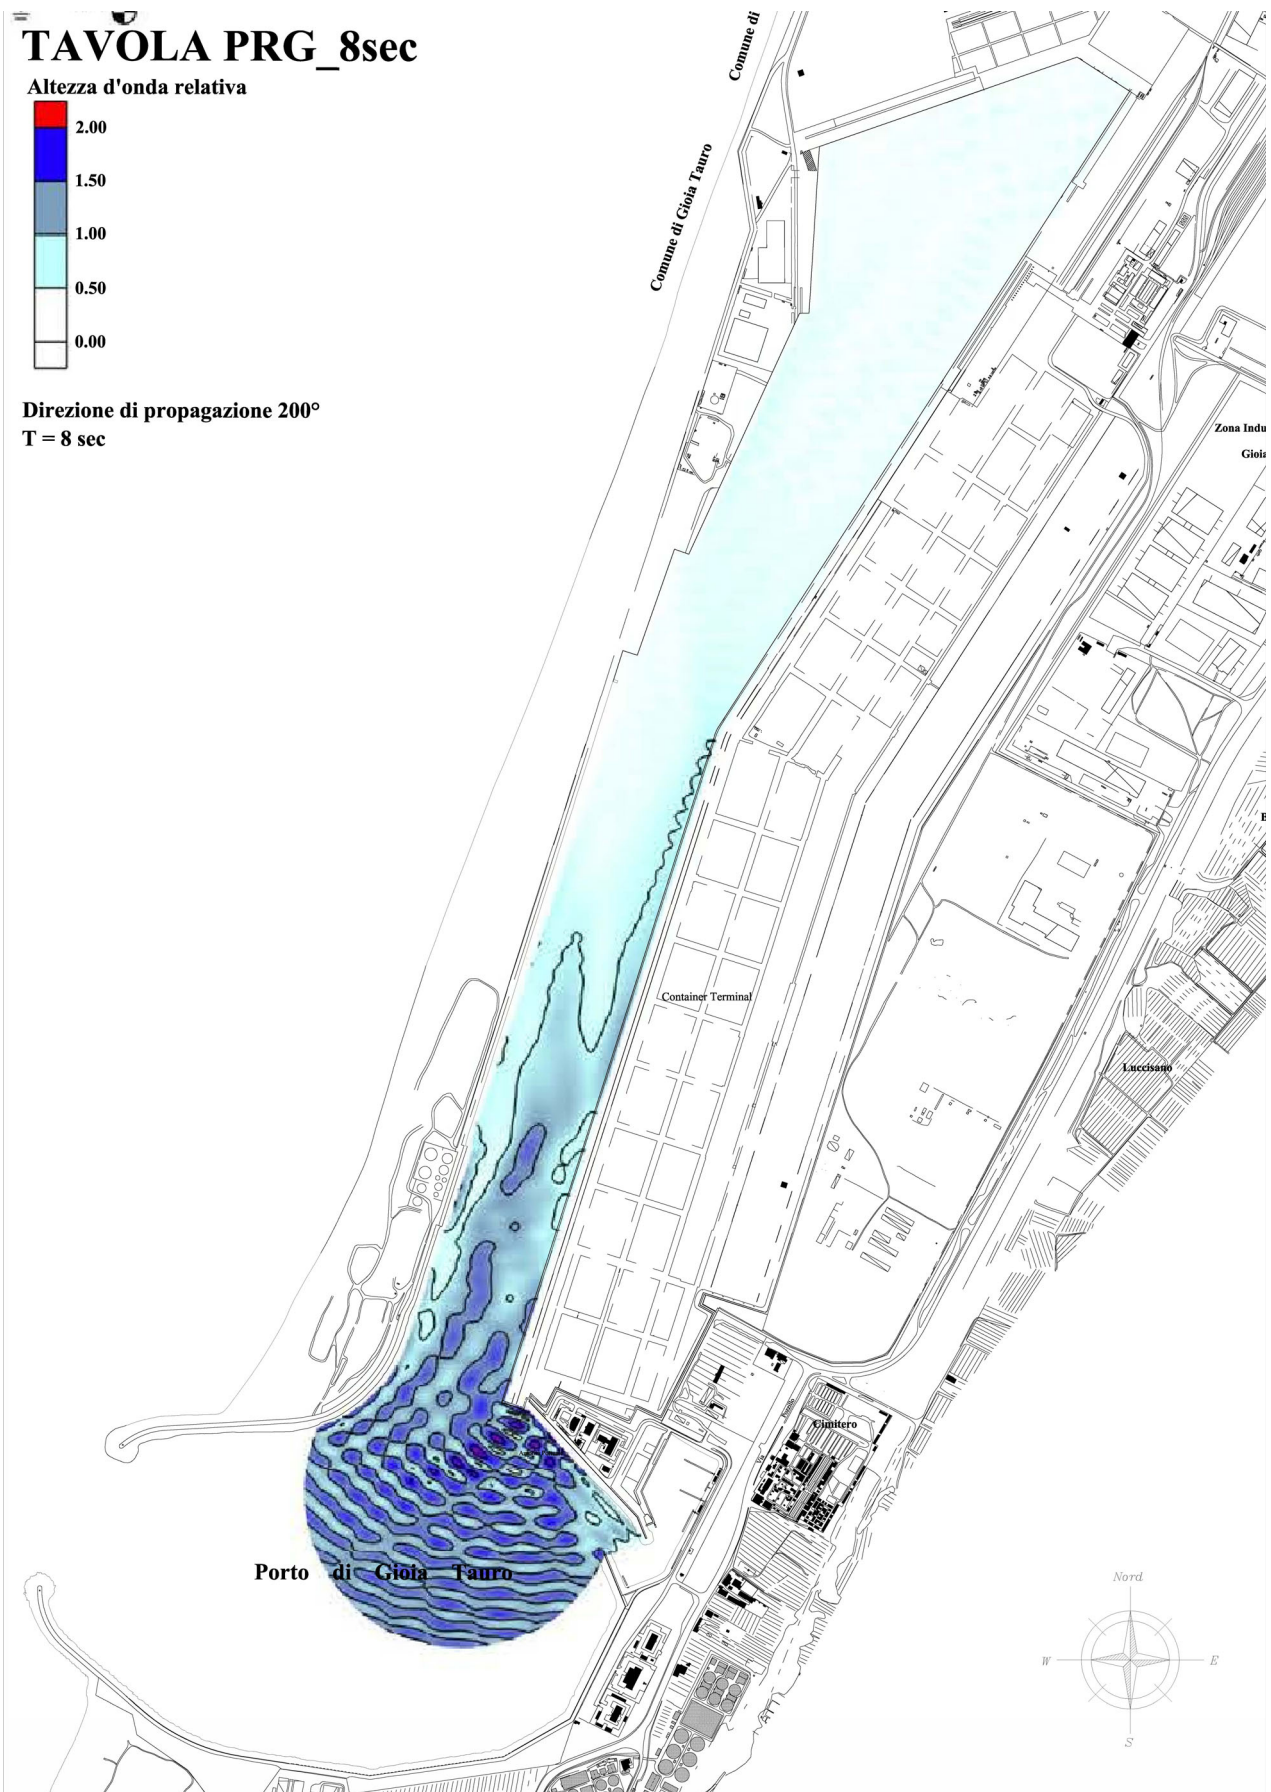 TAVOLA PRG_8sec
Altezza d'onda relativa
2.00
1.50
1.00
0.50
0.00
Direzione di propagazione 200°
T = 8 sec
Comune di
Comune di Gioia Tauro
Zona Indu
Gioia
Container Terminal
Luccisano
Cimitero
Via
Porto di Gioia Tauro
Nord
W
E
S